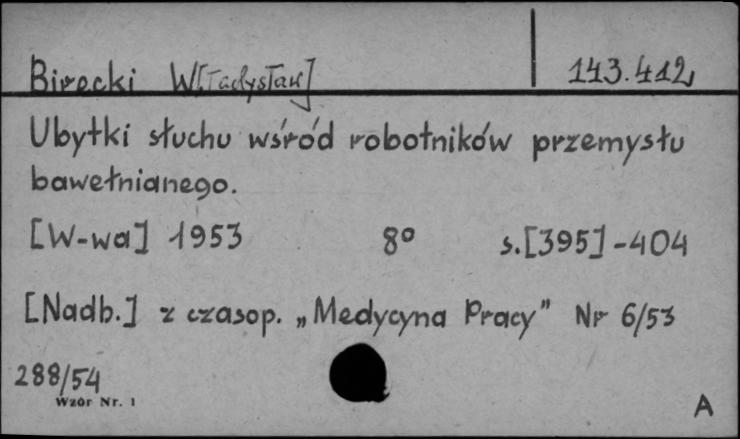 Birecki W[ładysław] 143.412
Ubytki słuchu wśród robotników przemysłu
bawełnianego.
[W-wa] 1953 8° s.[395]-404
[Nadb.] z czasop. „Medycyna Pracy” Nr 6/53
288/54
Wzór Nr. 1
A